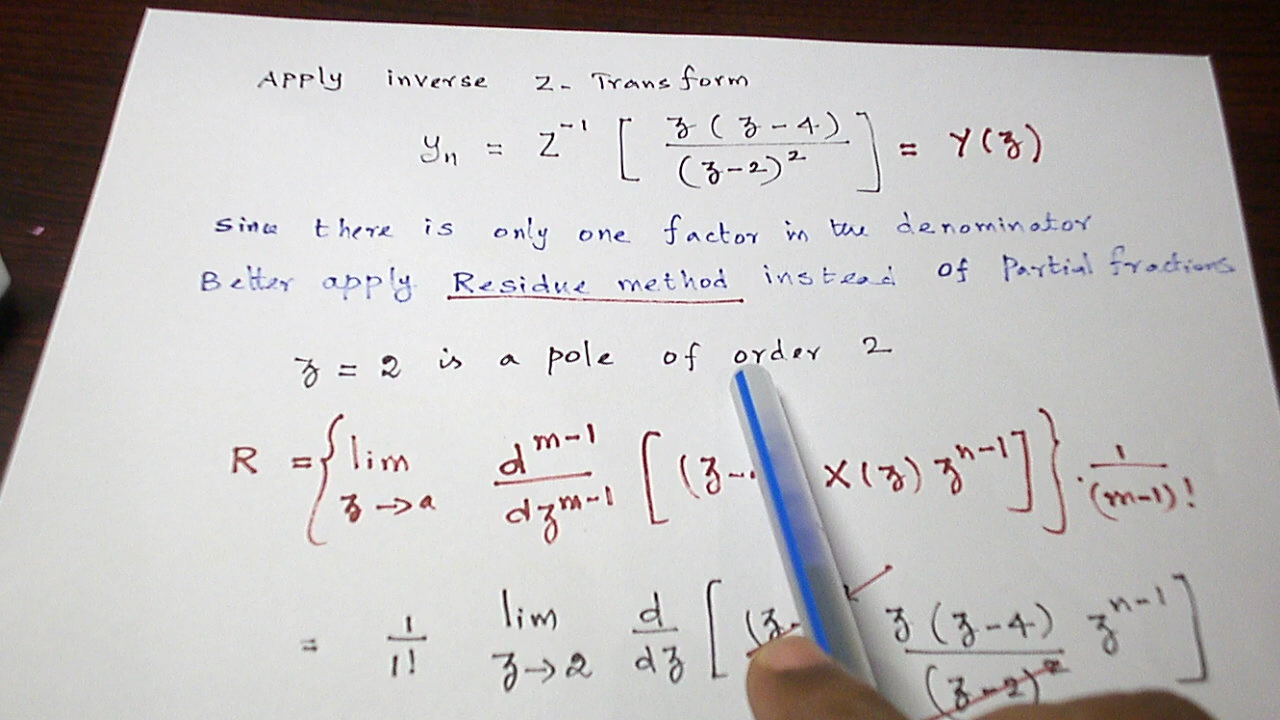 Apply inverse Z-Transform
yₙ = Z⁻¹ [ z(z-4) / (z-2)² ] = Y(z)
Since there is only one factor in the denominator
Better apply Residue method instead of Partial fractions
z = 2 is a pole of order 2
R = { lim z→a d^(m-1)/dz^(m-1) [ (z- X(z) z^(n-1) ] } . 1/(m-1)!
= 1/1! lim z→2 d/dz [ (z- z(z-4) / (z-2)² z^(n-1) ]